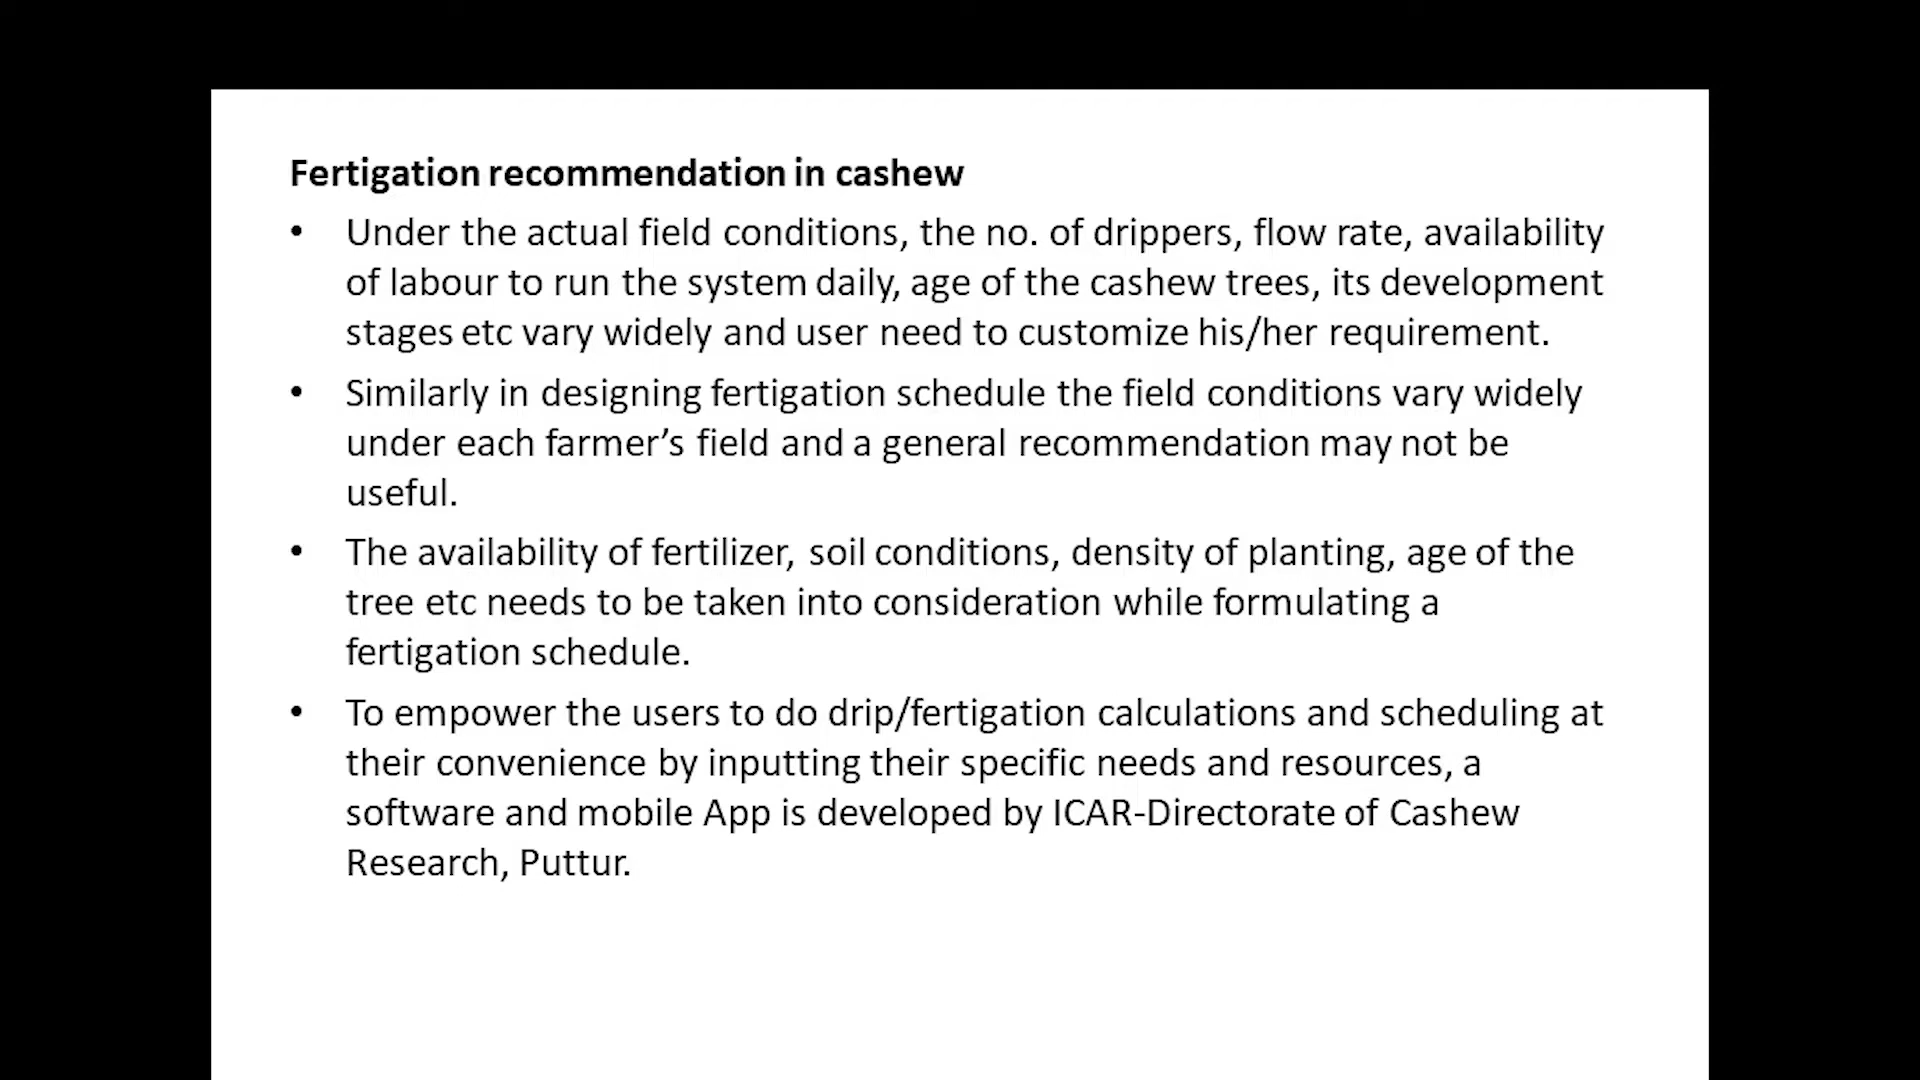 Fertigation recommendation in cashew
• Under the actual field conditions, the no. of drippers, flow rate, availability
of labour to run the system daily, age of the cashew trees, its development
stages etc vary widely and user need to customize his/her requirement.
• Similarly in designing fertigation schedule the field conditions vary widely
under each farmer’s field and a general recommendation may not be
useful.
• The availability of fertilizer, soil conditions, density of planting, age of the
tree etc needs to be taken into consideration while formulating a
fertigation schedule.
• To empower the users to do drip/fertigation calculations and scheduling at
their convenience by inputting their specific needs and resources, a
software and mobile App is developed by ICAR-Directorate of Cashew
Research, Puttur.